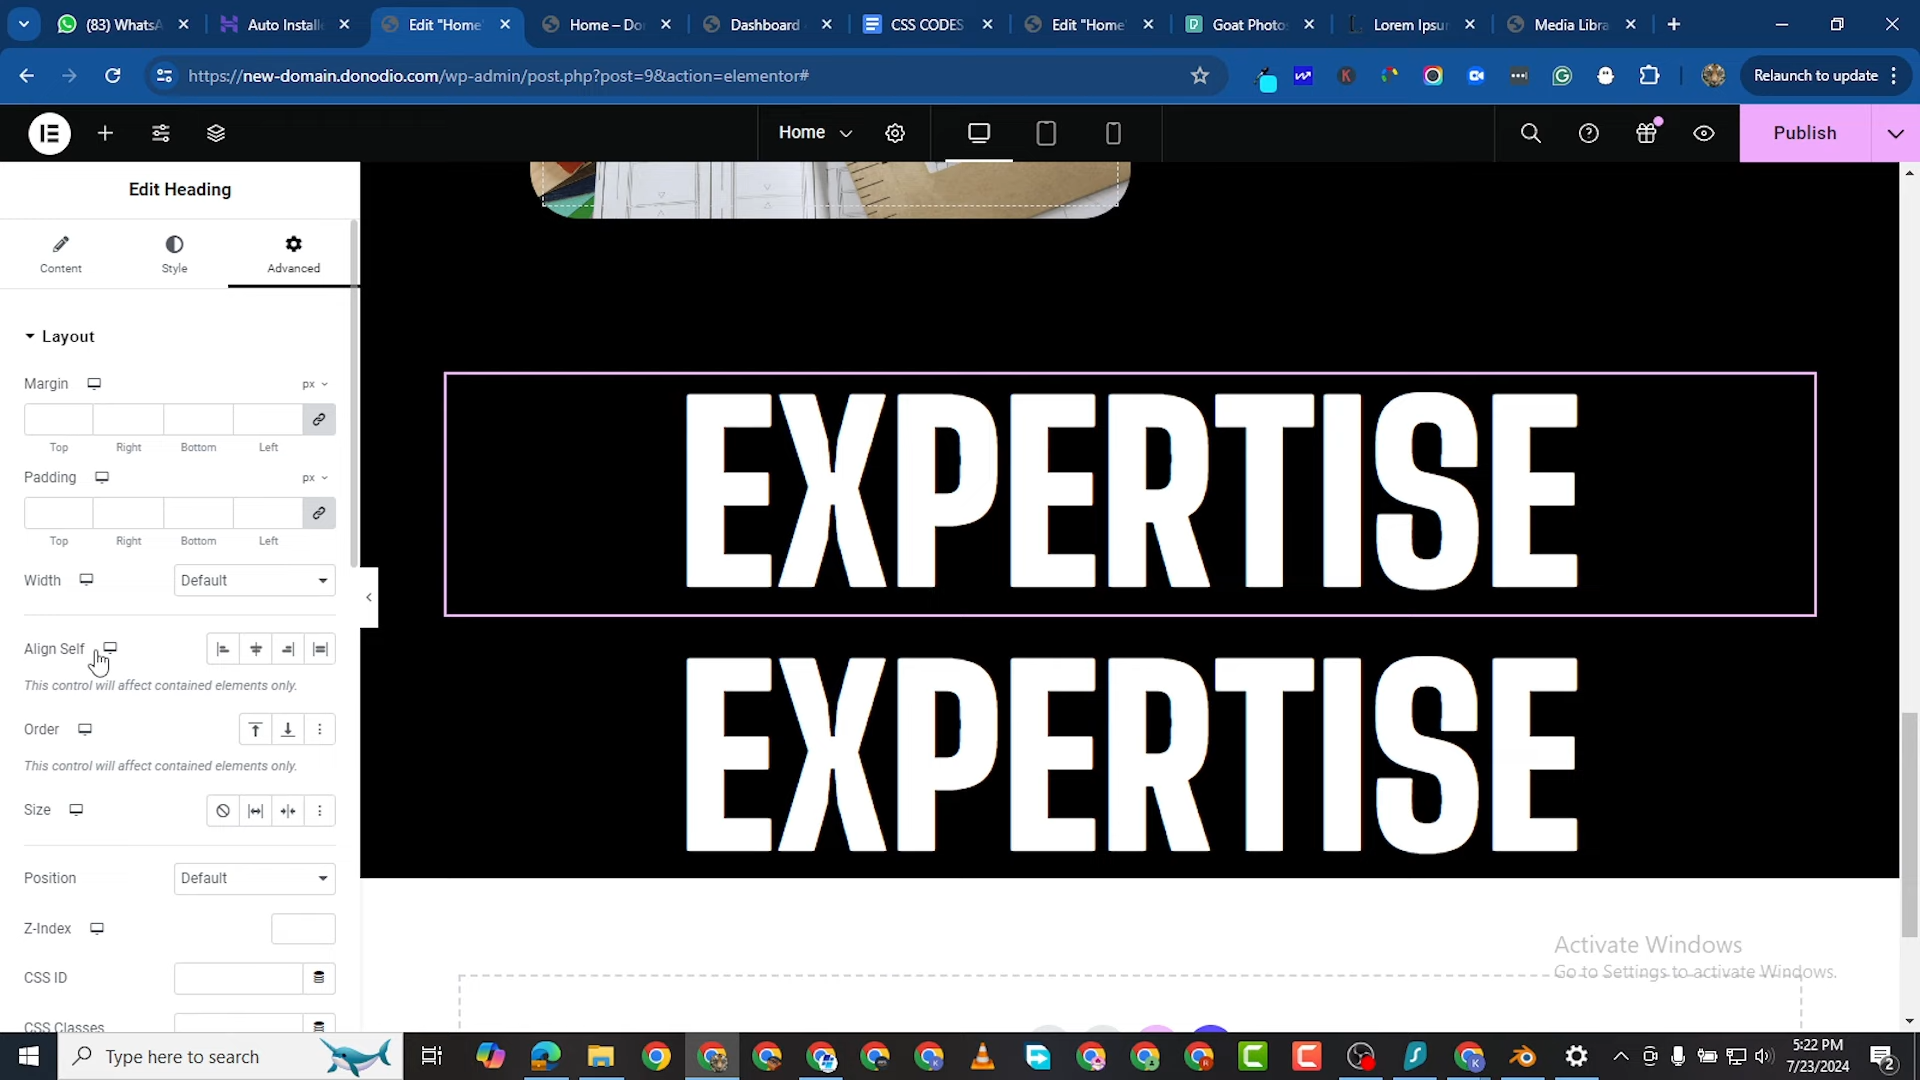 (83) WhatsA
Auto Installe
Edit "Home"
Home – Do
Dashboard
CSS CODES
Edit "Home"
Goat Photos
Lorem Ipsu
Media Libra
https://new-domain.donodio.com/wp-admin/post.php?post=9&action=elementor#
Relaunch to update
Home
Publish
Edit Heading
Content
Style
Advanced
Layout
Margin
px
Top Right Bottom Left
Padding
px
Top Right Bottom Left
Width
Default
Align Self
This control will affect contained elements only.
Order
This control will affect contained elements only.
Size
Position
Default
Z-Index
CSS ID
CSS Classes
EXPERTISE
EXPERTISE
Activate Windows
Go to Settings to activate Windows.
Type here to search
5:22 PM
7/23/2024
2